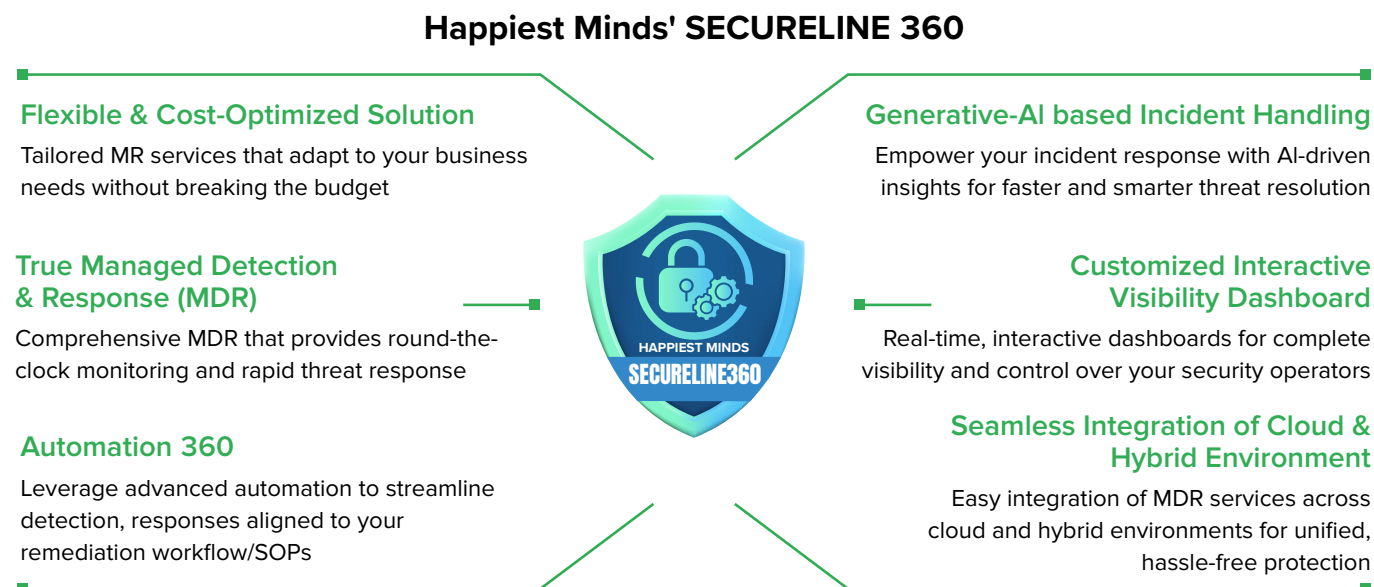 Happiest Minds' SECURELINE 360
Flexible & Cost-Optimized Solution
Tailored MR services that adapt to your business
needs without breaking the budget
True Managed Detection
& Response (MDR)
Comprehensive MDR that provides round-the-
clock monitoring and rapid threat response
Automation 360
Leverage advanced automation to streamline
detection, responses aligned to your
remediation workflow/SOPs
HAPPIEST MINDS
SECURELINE360
Generative-AI based Incident Handling
Empower your incident response with AI-driven
insights for faster and smarter threat resolution
Customized Interactive
Visibility Dashboard
Real-time, interactive dashboards for complete
visibility and control over your security operators
Seamless Integration of Cloud &
Hybrid Environment
Easy integration of MDR services across
cloud and hybrid environments for unified,
hassle-free protection